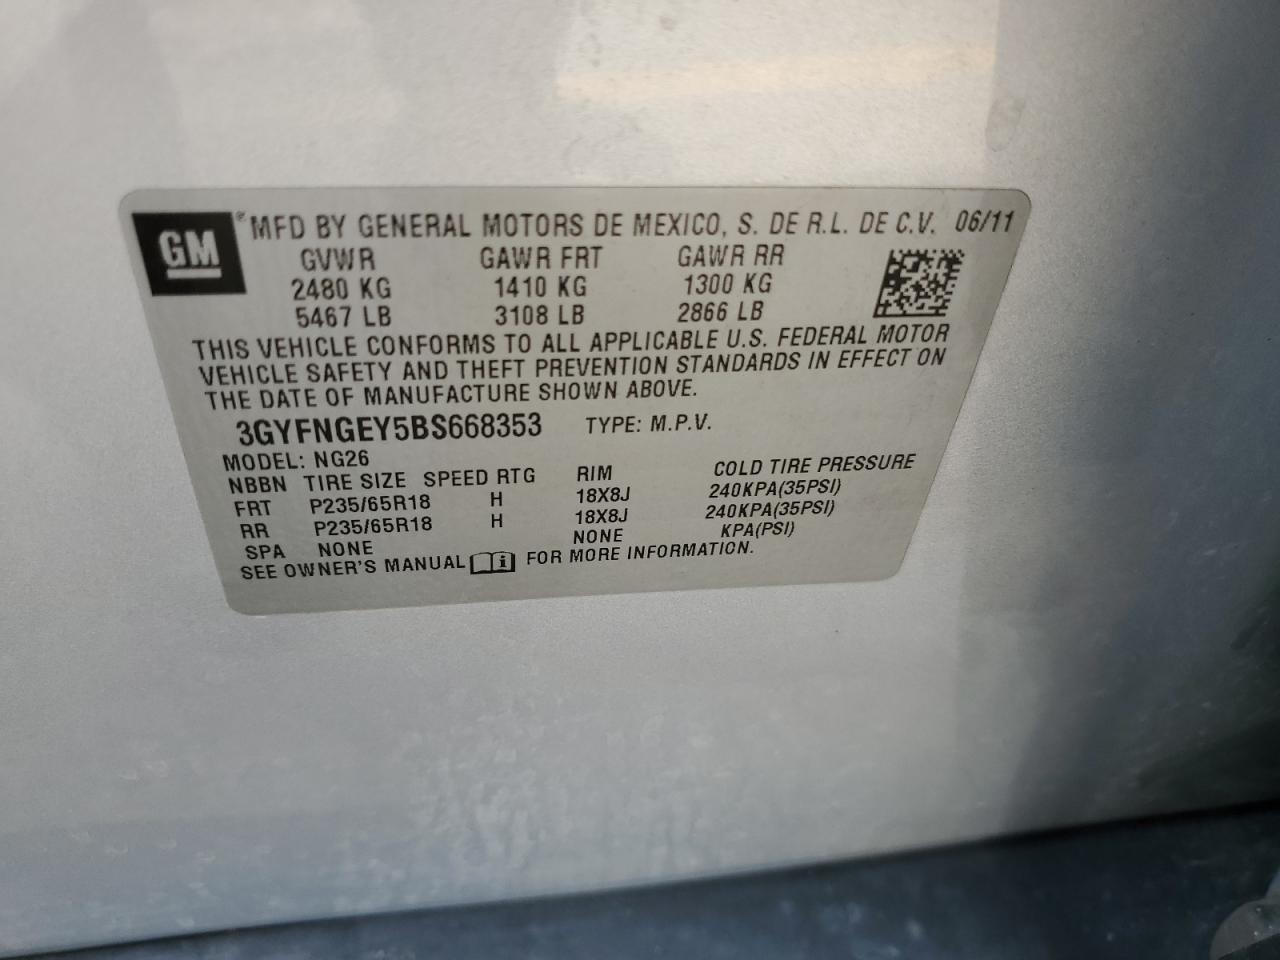 GM ® MFD BY GENERAL MOTORS DE MEXICO, S. DE R.L. DE C.V. 06/11
GVWR GAWR FRT GAWR RR
2480 KG 1410 KG 1300 KG
5467 LB 3108 LB 2866 LB
THIS VEHICLE CONFORMS TO ALL APPLICABLE U.S. FEDERAL MOTOR
VEHICLE SAFETY AND THEFT PREVENTION STANDARDS IN EFFECT ON
THE DATE OF MANUFACTURE SHOWN ABOVE.
3GYFNGEY5BS668353 TYPE: M.P.V.
MODEL: NG26
NBBN TIRE SIZE SPEED RTG RIM COLD TIRE PRESSURE
FRT P235/65R18 H 18X8J 240KPA(35PSI)
RR P235/65R18 H 18X8J 240KPA(35PSI)
SPA NONE NONE KPA(PSI)
SEE OWNER'S MANUAL i FOR MORE INFORMATION.